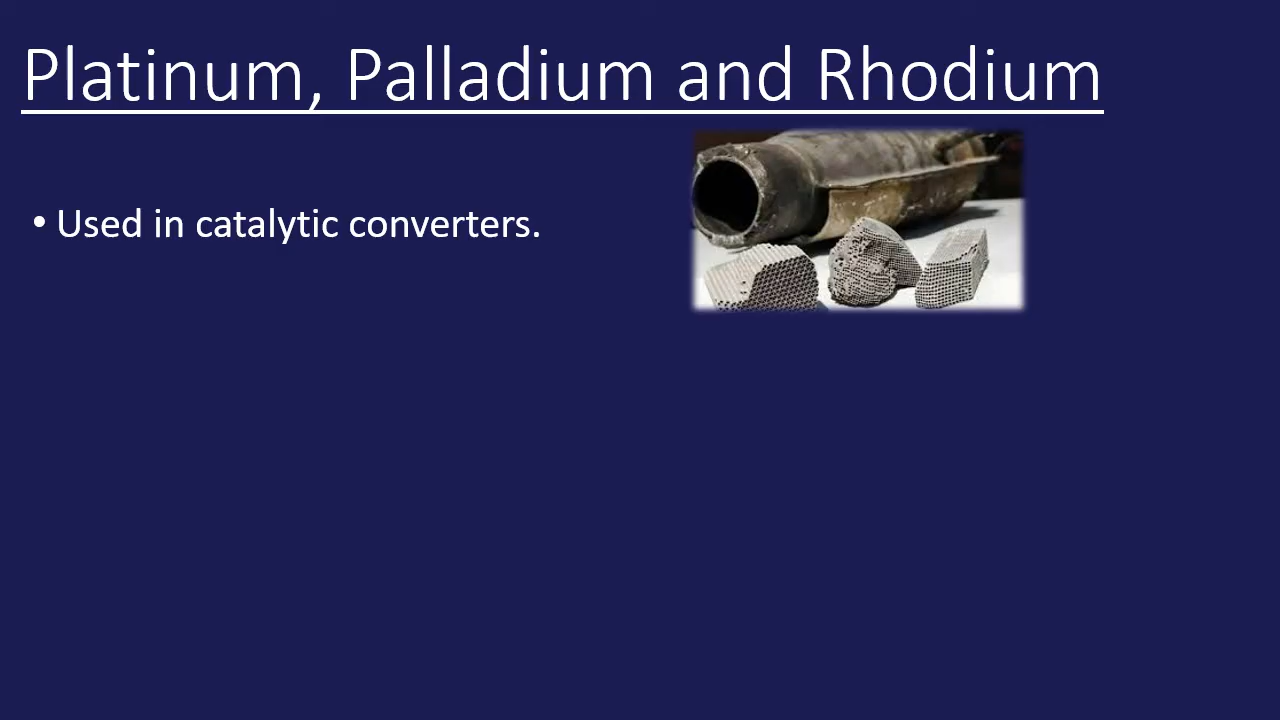 Platinum, Palladium and Rhodium
• Used in catalytic converters.